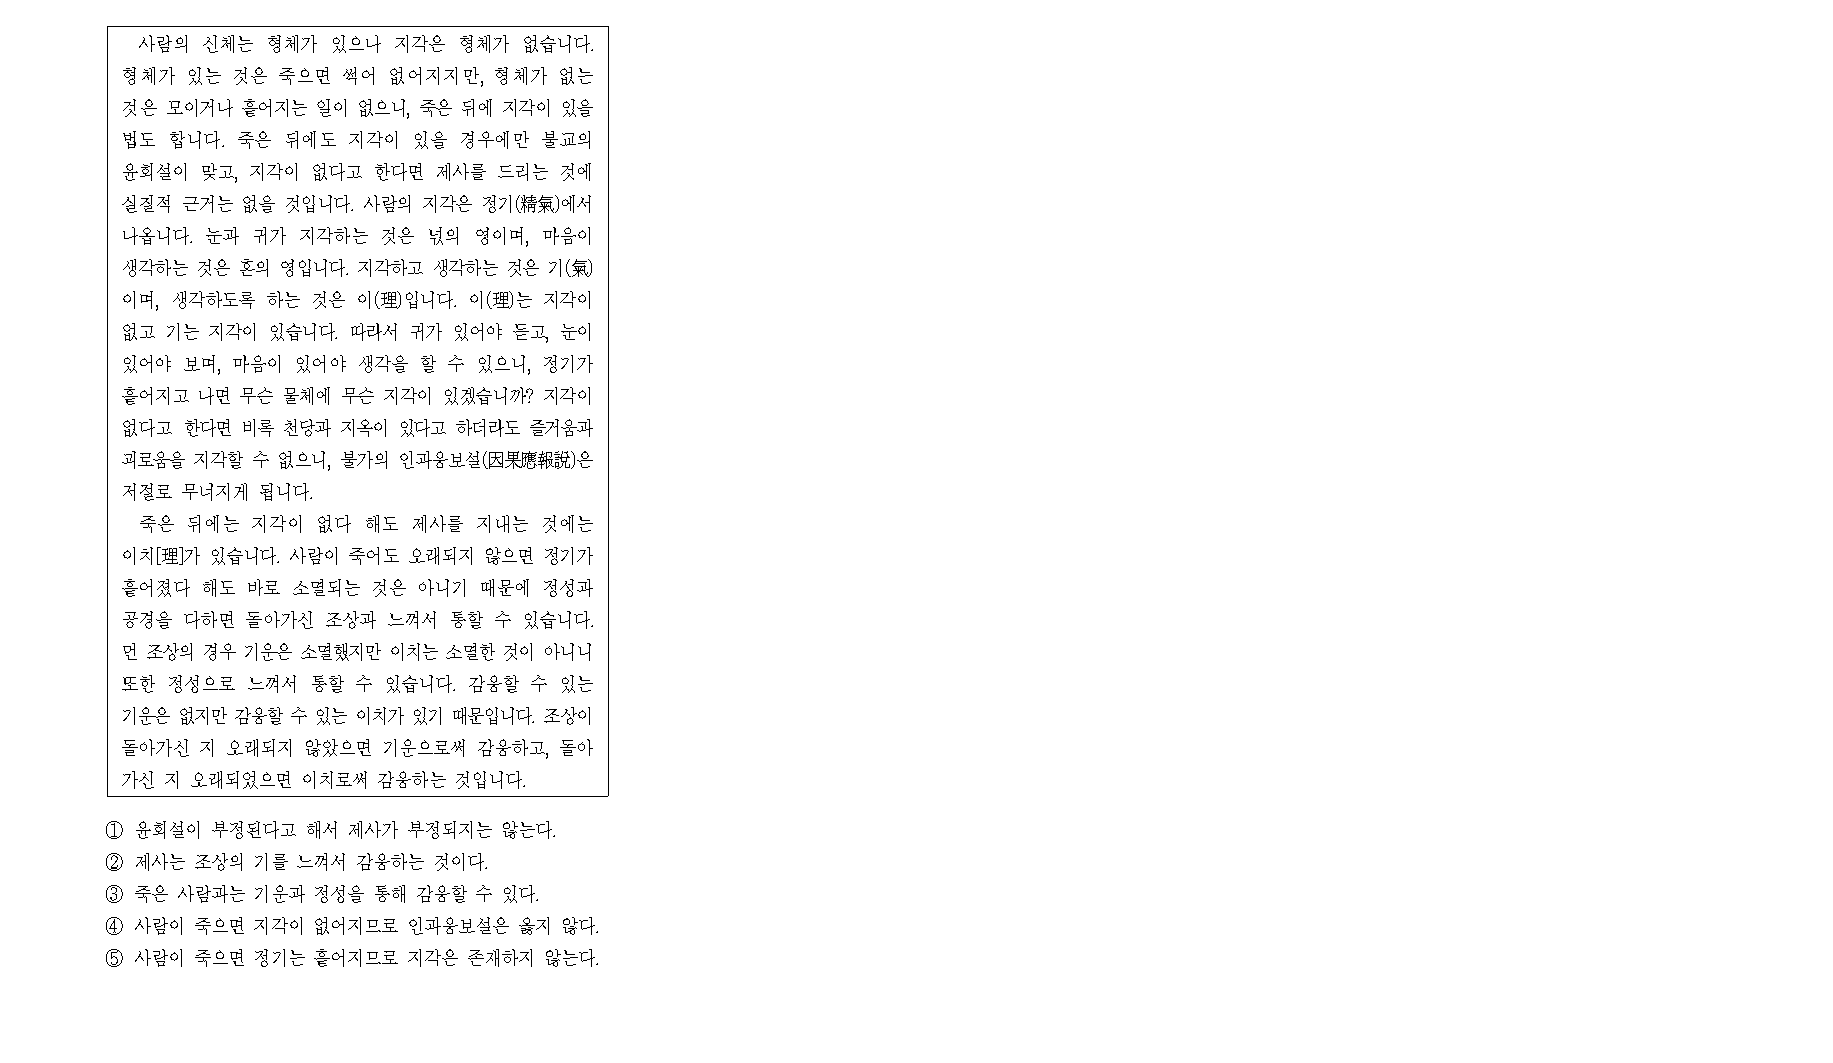 사람의 신체는 형체가 있으나 지각은 형체가 없습니다.
형체가 있는 것은 죽으면 썩어 없어지지만, 형체가 없는
것은 모이거나 흩어지는 일이 없으니, 죽은 뒤에 지각이 있을
법도 합니다. 죽은 뒤에도 지각이 있을 경우에만 불교의
윤회설이 맞고, 지각이 없다고 한다면 제사를 드리는 것에
실질적 근거는 없을 것입니다. 사람의 지각은 정기(精氣)에서
나옵니다. 눈과 귀가 지각하는 것은 넋의 영이며, 마음이
생각하는 것은 혼의 영입니다. 지각하고 생각하는 것은 기(氣)
이며, 생각하도록 하는 것은 이(理)입니다. 이(理)는 지각이
없고 기는 지각이 있습니다. 따라서 귀가 있어야 듣고, 눈이
있어야 보며, 마음이 있어야 생각을 할 수 있으니, 정기가
흩어지고 나면 무슨 물체에 무슨 지각이 있겠습니까? 지각이
없다고 한다면 비록 천당과 지옥이 있다고 하더라도 즐거움과
괴로움을 지각할 수 없으니, 불가의 인과응보설(因果應報說)은
저절로 무너지게 됩니다.
죽은 뒤에는 지각이 없다 해도 제사를 지내는 것에는
이치[理]가 있습니다. 사람이 죽어도 오래되지 않으면 정기가
흩어졌다 해도 바로 소멸되는 것은 아니기 때문에 정성과
공경을 다하면 돌아가신 조상과 느껴서 통할 수 있습니다.
먼 조상의 경우 기운은 소멸했지만 이치는 소멸한 것이 아니니
또한 정성으로 느껴서 통할 수 있습니다. 감응할 수 있는
기운은 없지만 감응할 수 있는 이치가 있기 때문입니다. 조상이
돌아가신 지 오래되지 않았으면 기운으로써 감응하고, 돌아
가신 지 오래되었으면 이치로써 감응하는 것입니다.
① 윤회설이 부정된다고 해서 제사가 부정되지는 않는다.
② 제사는 조상의 기를 느껴서 감응하는 것이다.
③ 죽은 사람과는 기운과 정성을 통해 감응할 수 있다.
④ 사람이 죽으면 지각이 없어지므로 인과응보설은 옳지 않다.
⑤ 사람이 죽으면 정기는 흩어지므로 지각은 존재하지 않는다.